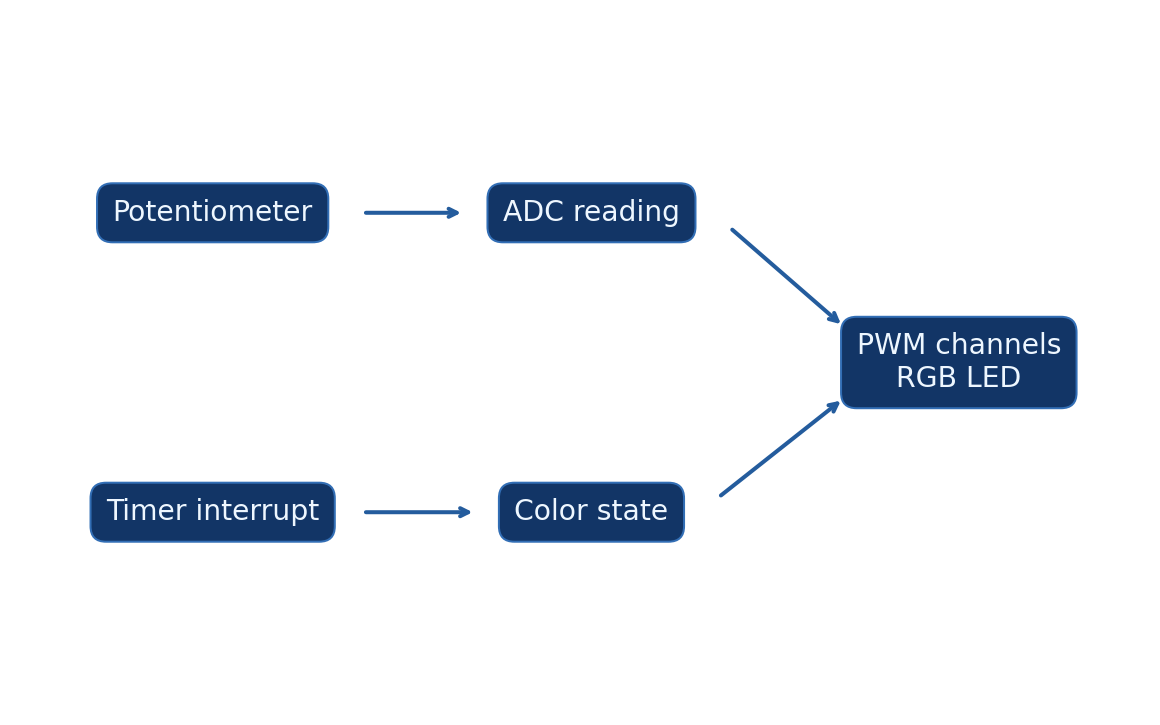 Potentiometer
ADC reading
PWM channels
RGB LED
Timer interrupt
Color state